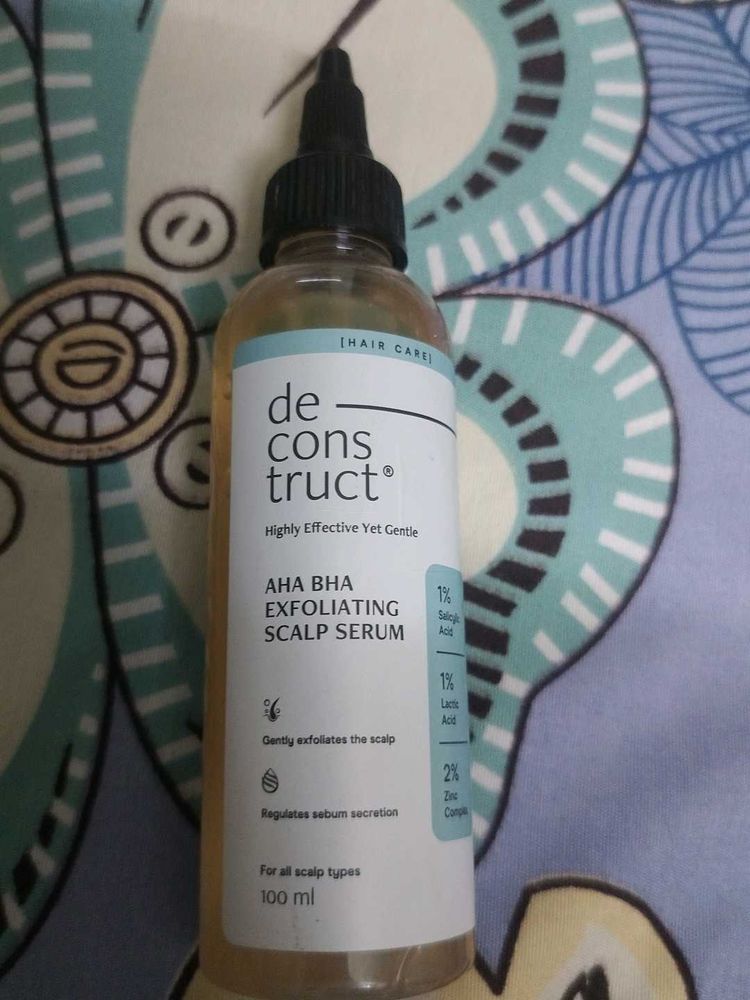 [HAIR CARE]
de
cons
truct®
Highly Effective Yet Gentle
AHA BHA
EXFOLIATING
SCALP SERUM
1%
Salicylic
Acid
1%
Lactic
Acid
2%
Zinc
Complex
Gently exfoliates the scalp
Regulates sebum secretion
For all scalp types
100 ml